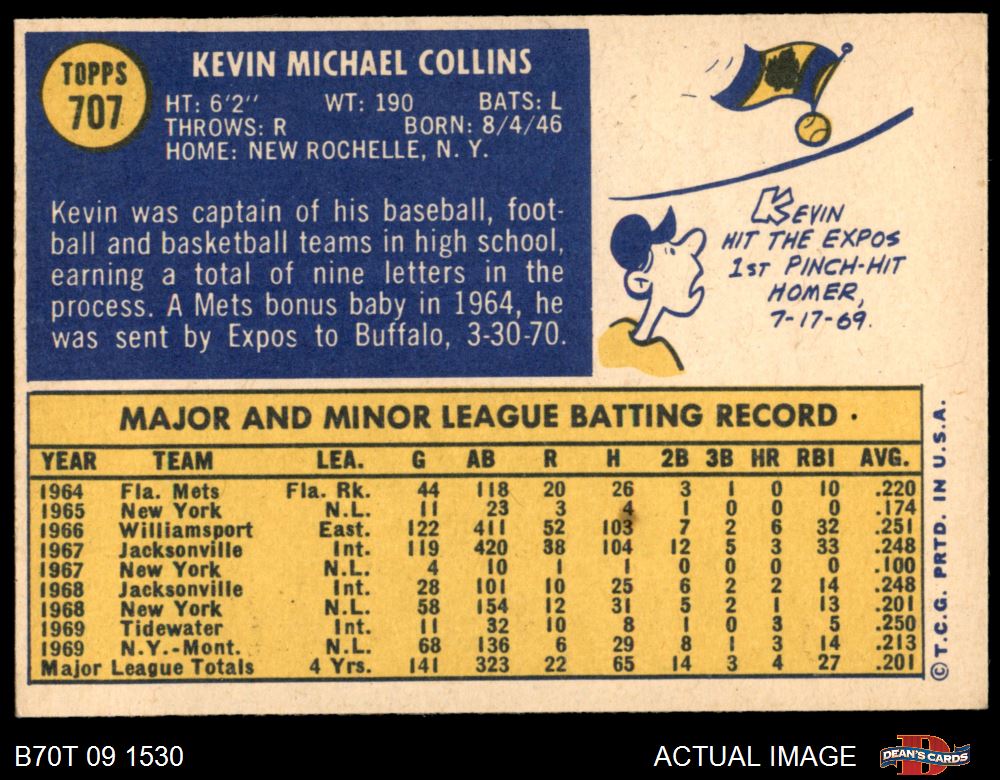 TOPPS
707
KEVIN MICHAEL COLLINS
HT: 6'2'' WT: 190 BATS: L
THROWS: R BORN: 8/4/46
HOME: NEW ROCHELLE, N. Y.
Kevin was captain of his baseball, foot-
ball and basketball teams in high school,
earning a total of nine letters in the
process. A Mets bonus baby in 1964, he
was sent by Expos to Buffalo, 3-30-70.
KEVIN
HIT THE EXPOS
1ST PINCH-HIT
HOMER,
7-17-69.
MAJOR AND MINOR LEAGUE BATTING RECORD
YEAR TEAM LEA. G AB R H 2B 3B HR RBI AVG.
1964 Fla. Mets Fla. Rk. 44 118 20 26 3 1 0 10 .220
1965 New York N.L. 11 23 3 4 1 0 0 0 .174
1966 Williamsport East. 122 411 52 103 7 2 6 32 .251
1967 Jacksonville Int. 119 420 38 104 12 5 3 33 .248
1967 New York N.L. 4 10 1 1 0 0 0 0 .100
1968 Jacksonville Int. 28 101 10 25 6 2 2 14 .248
1968 New York N.L. 58 154 12 31 5 2 1 13 .201
1969 Tidewater Int. 11 32 10 8 1 0 3 5 .250
1969 N.Y.-Mont. N.L. 68 136 6 29 8 1 3 14 .213
Major League Totals 4 Yrs. 141 323 22 65 14 3 4 27 .201
© T.C.G. PRTD. IN U.S.A.
B70T 09 1530
ACTUAL IMAGE
DEAN'S CARDS